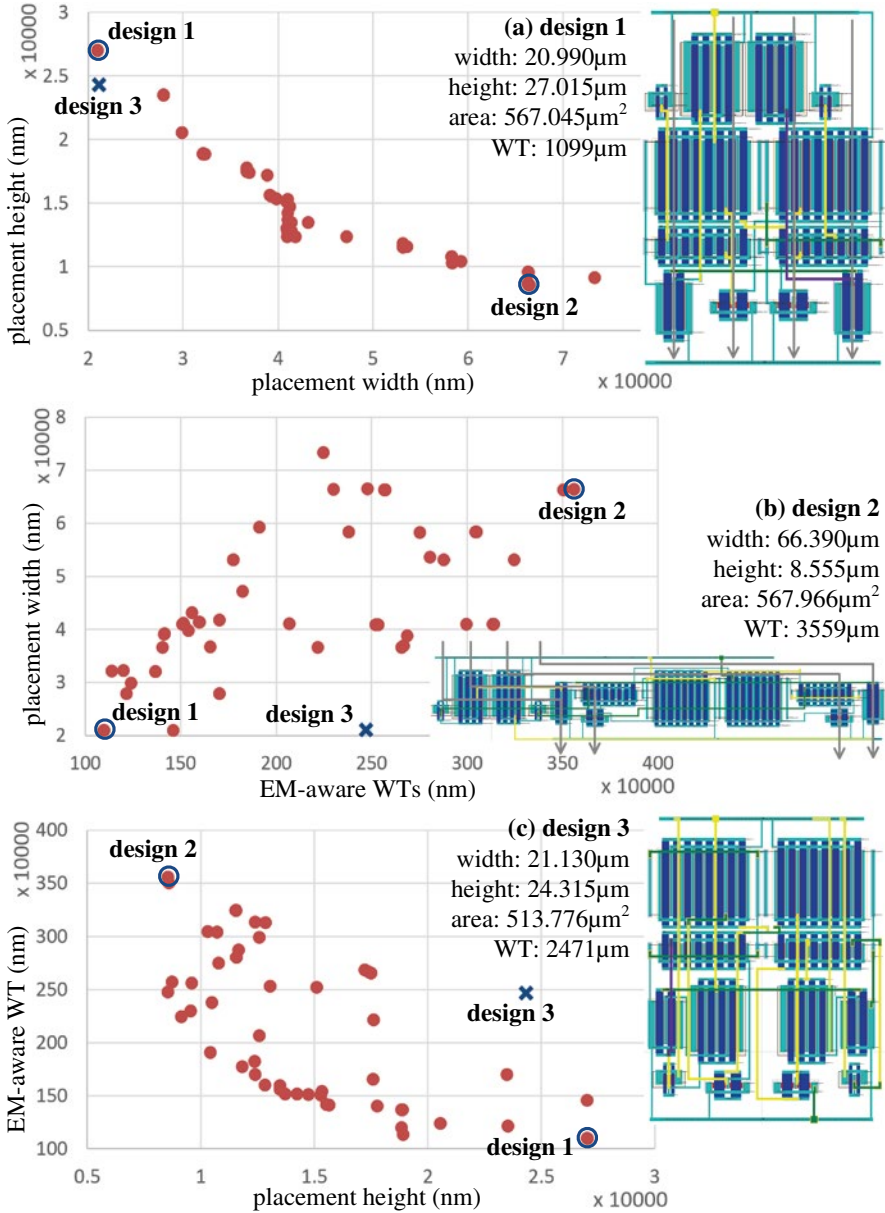 x 10000
design 1
3
2.5
2
1.5
1
0.5
placement height (nm)
design 3
design 2
2
3
4
5
6
7
placement width (nm)
x 10000
(a) design 1
width: 20.990µm
height: 27.015µm
area: 567.045µm²
WT: 1099µm
x 10000
8
7
6
5
4
3
2
placement width (nm)
design 2
design 1
design 3
100
150
200
250
300
350
400
EM-aware WTs (nm)
x 10000
(b) design 2
width: 66.390µm
height: 8.555µm
area: 567.966µm²
WT: 3559µm
x 10000
400
350
300
250
200
150
100
EM-aware WT (nm)
design 2
design 3
design 1
0.5
1
1.5
2
2.5
3
placement height (nm)
x 10000
(c) design 3
width: 21.130µm
height: 24.315µm
area: 513.776µm²
WT: 2471µm